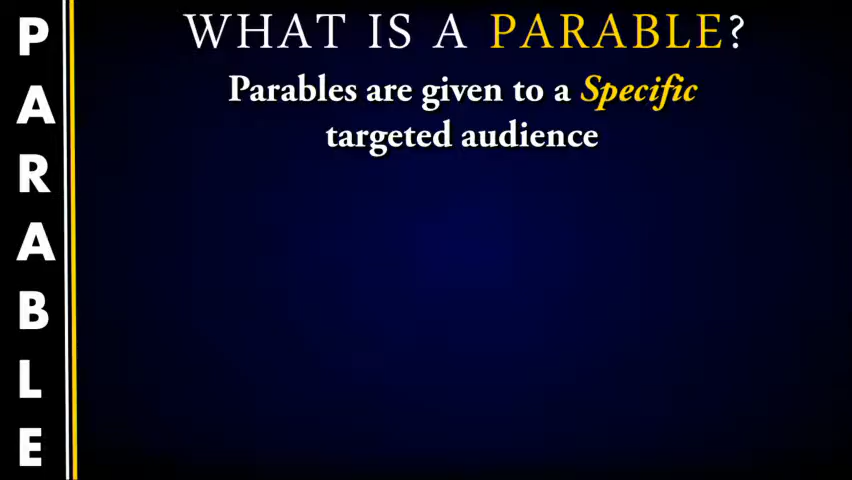 PARABLE
WHAT IS A PARABLE?
Parables are given to a Specific
targeted audience